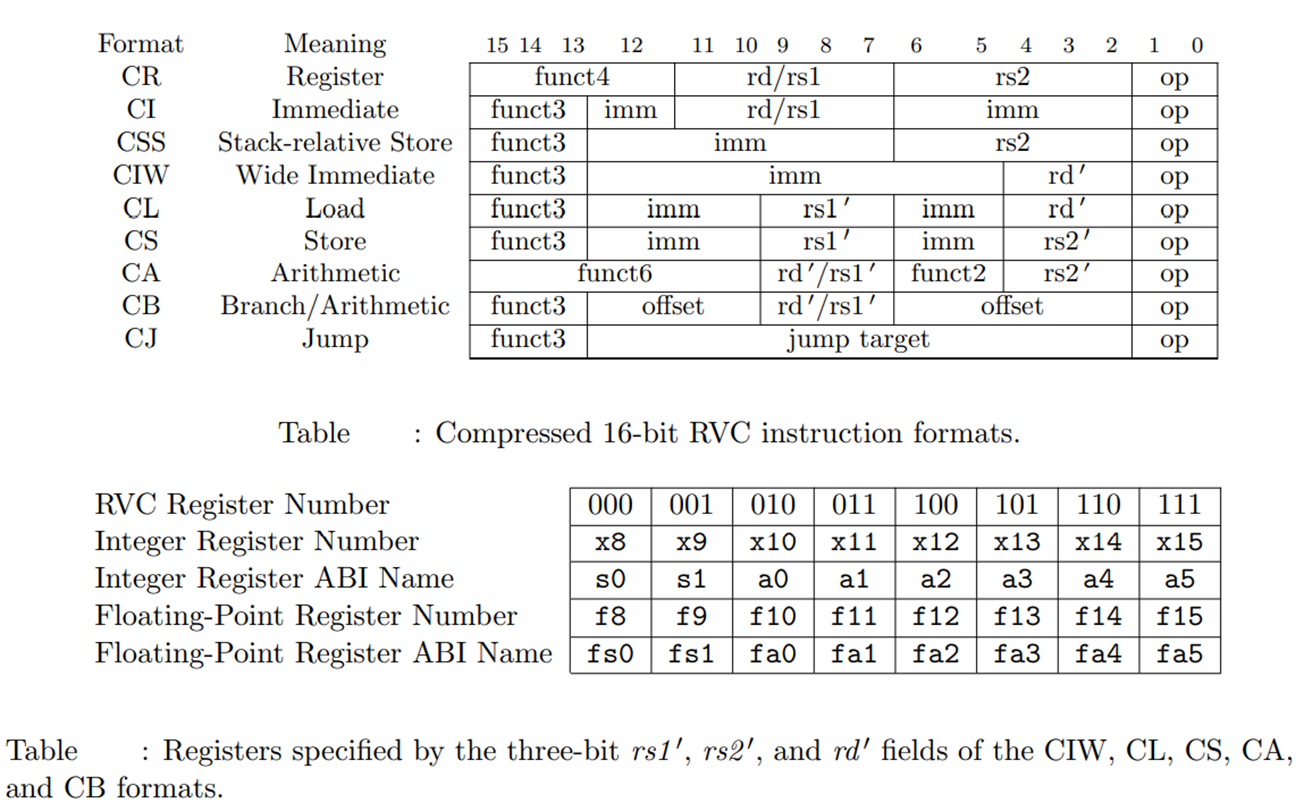 Format Meaning 15 14 13 12 11 10 9 8 7 6 5 4 3 2 1 0
CR Register funct4 rd/rs1 rs2 op
CI Immediate funct3 imm rd/rs1 imm op
CSS Stack-relative Store funct3 imm rs2 op
CIW Wide Immediate funct3 imm rd′ op
CL Load funct3 imm rs1′ imm rd′ op
CS Store funct3 imm rs1′ imm rs2′ op
CA Arithmetic funct6 rd′/rs1′ funct2 rs2′ op
CB Branch/Arithmetic funct3 offset rd′/rs1′ offset op
CJ Jump funct3 jump target op
Table : Compressed 16-bit RVC instruction formats.
RVC Register Number 000 001 010 011 100 101 110 111
Integer Register Number x8 x9 x10 x11 x12 x13 x14 x15
Integer Register ABI Name s0 s1 a0 a1 a2 a3 a4 a5
Floating-Point Register Number f8 f9 f10 f11 f12 f13 f14 f15
Floating-Point Register ABI Name fs0 fs1 fa0 fa1 fa2 fa3 fa4 fa5
Table : Registers specified by the three-bit rs1′, rs2′, and rd′ fields of the CIW, CL, CS, CA,
and CB formats.